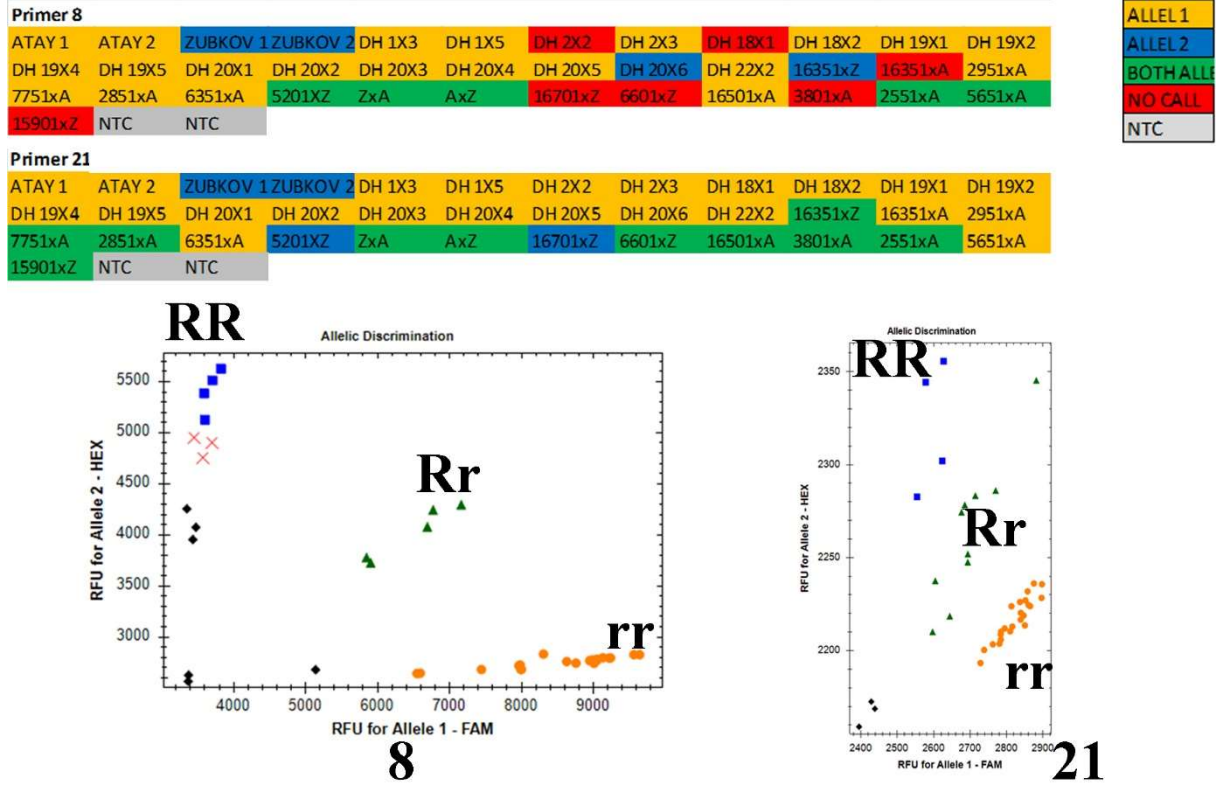 Primer 8
ATAY 1 ATAY 2 ZUBKOV 1 ZUBKOV 2 DH 1X3 DH 1X5 DH 2X2 DH 2X3 DH 18X1 DH 18X2 DH 19X1 DH 19X2
DH 19X4 DH 19X5 DH 20X1 DH 20X2 DH 20X3 DH 20X4 DH 20X5 DH 20X6 DH 22X2 16351xZ 16351xA 2951xA
7751xA 2851xA 6351xA 5201XZ ZxA AxZ 16701xZ 6601xZ 16501xA 3801xA 2551xA 5651xA
15901xZ NTC NTC
ALLEL 1
ALLEL 2
BOTH ALLE
NO CALL
NTC
Primer 21
ATAY 1 ATAY 2 ZUBKOV 1 ZUBKOV 2 DH 1X3 DH 1X5 DH 2X2 DH 2X3 DH 18X1 DH 18X2 DH 19X1 DH 19X2
DH 19X4 DH 19X5 DH 20X1 DH 20X2 DH 20X3 DH 20X4 DH 20X5 DH 20X6 DH 22X2 16351xZ 16351xA 2951xA
7751xA 2851xA 6351xA 5201XZ ZxA AxZ 16701xZ 6601xZ 16501xA 3801xA 2551xA 5651xA
15901xZ NTC NTC
RR
Allelic Discrimination
5500
5000
4500
4000
3500
3000
RFU for Allele 2 - HEX
Rr
rr
4000 5000 6000 7000 8000 9000
RFU for Allele 1 - FAM
8
Allelic Discrimination
RR
2350
2300
2250
2200
RFU for Allele 2 - HEX
Rr
rr
2400 2500 2600 2700 2800 2900
RFU for Allele 1 - FAM
21